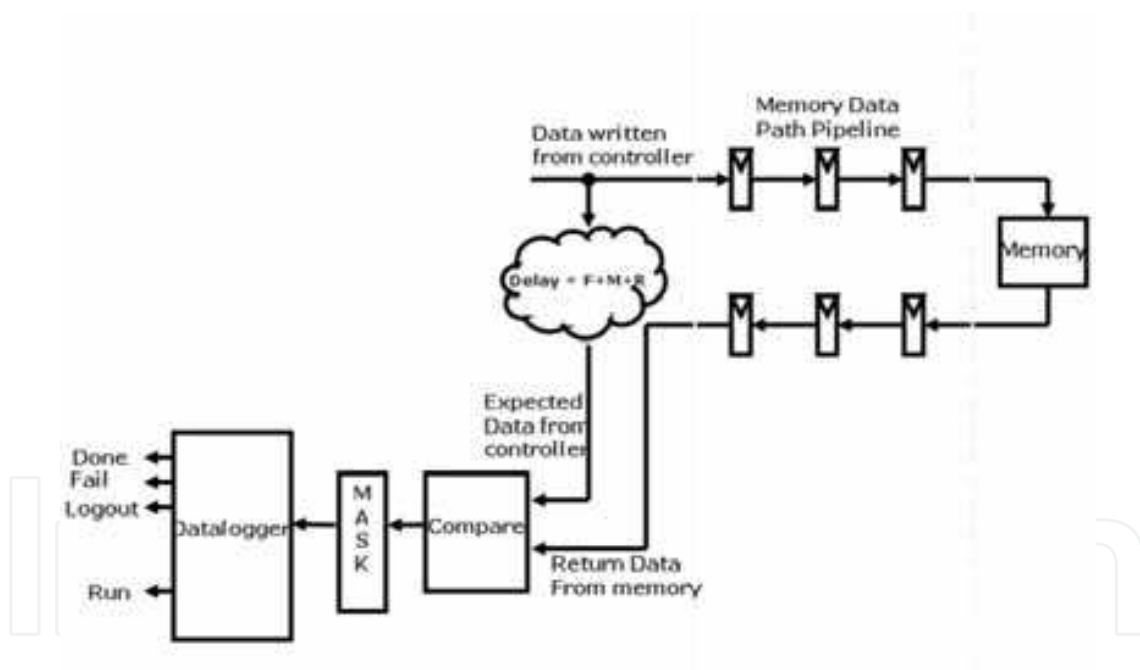 Memory Data
Path Pipeline
Data written
from controller
Memory
Delay = F+M+R
Expected
Data from
controller
Done
Fail
Logout
Datalogger
M
A
S
K
Compare
Return Data
From memory
Run